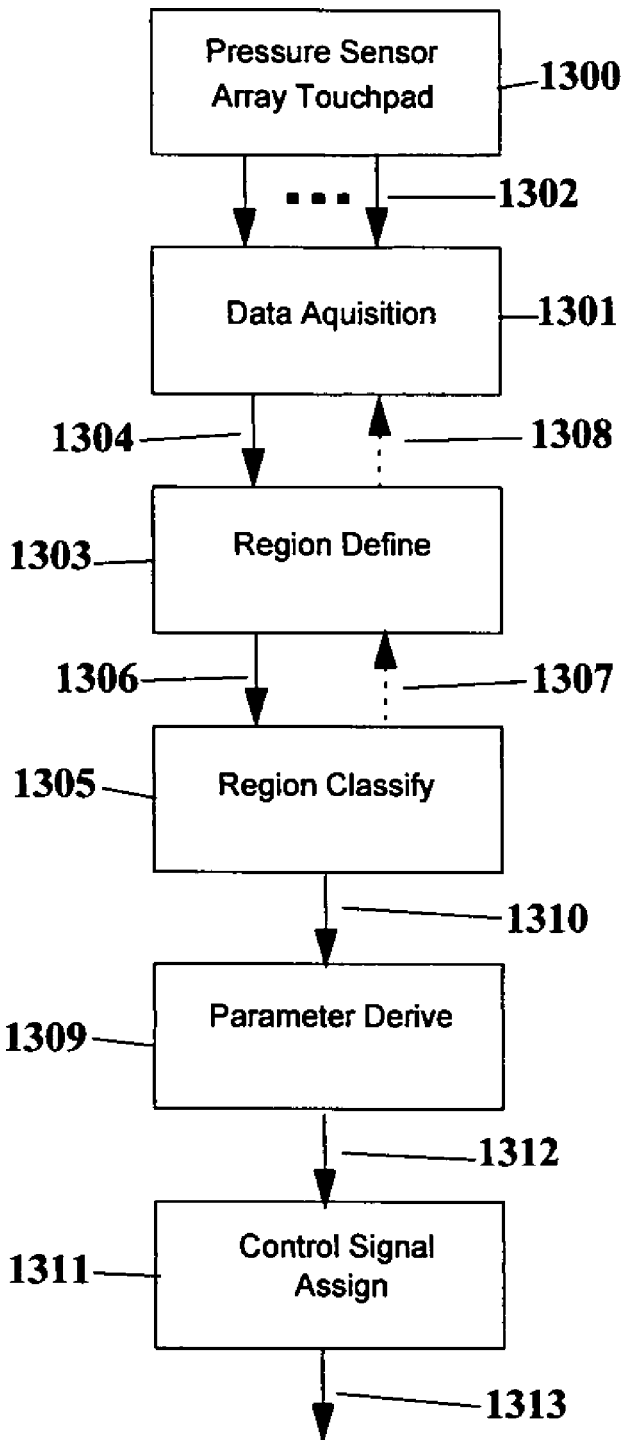 Pressure Sensor
Array Touchpad
1300
1302
Data Aquisition
1301
1304
1308
Region Define
1303
1306
1307
Region Classify
1305
1310
Parameter Derive
1309
1312
Control Signal
Assign
1311
1313